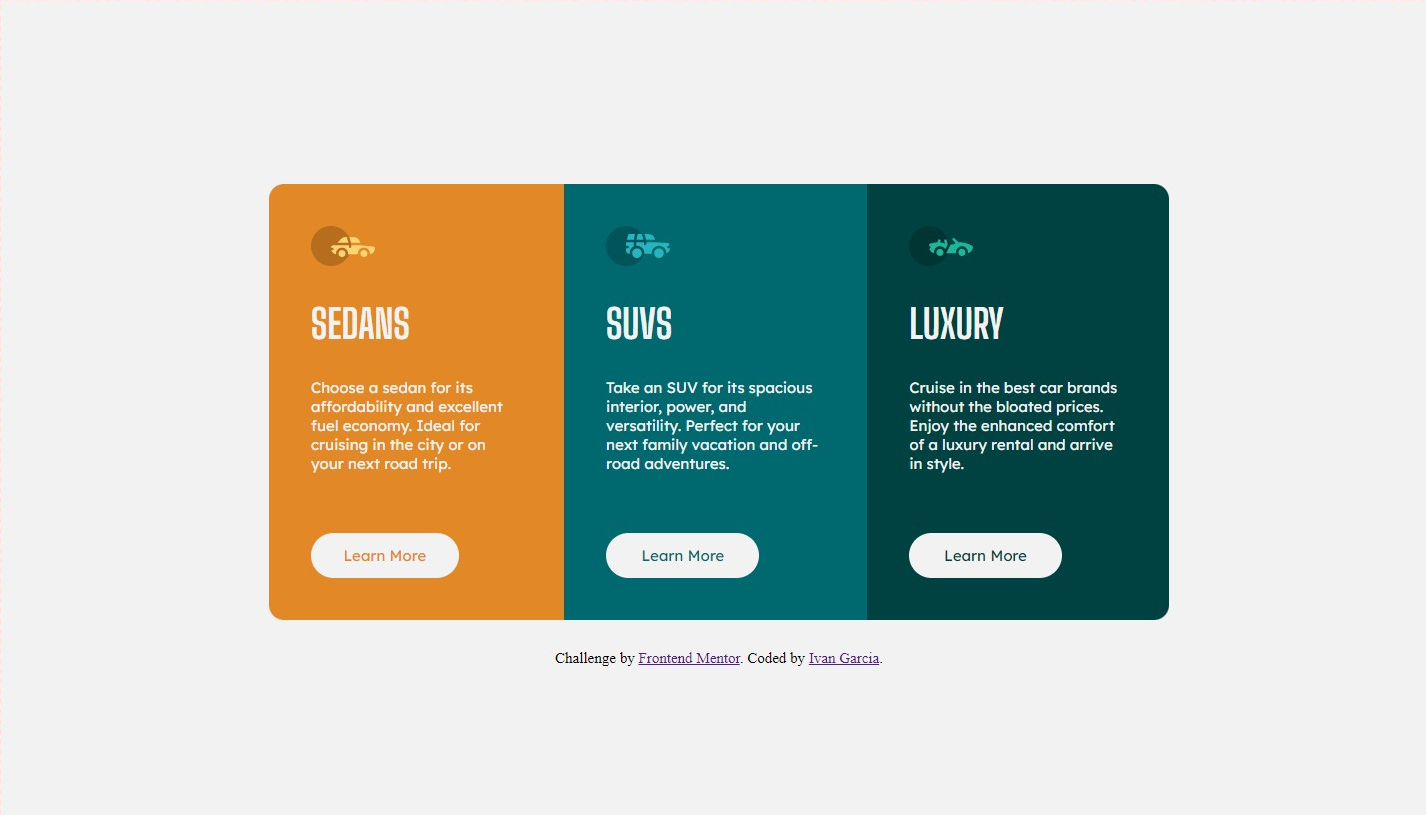 SEDANS
Choose a sedan for its
affordability and excellent
fuel economy. Ideal for
cruising in the city or on
your next road trip.
Learn More
SUVS
Take an SUV for its spacious
interior, power, and
versatility. Perfect for your
next family vacation and off-
road adventures.
Learn More
LUXURY
Cruise in the best car brands
without the bloated prices.
Enjoy the enhanced comfort
of a luxury rental and arrive
in style.
Learn More
Challenge by Frontend Mentor. Coded by Ivan Garcia.